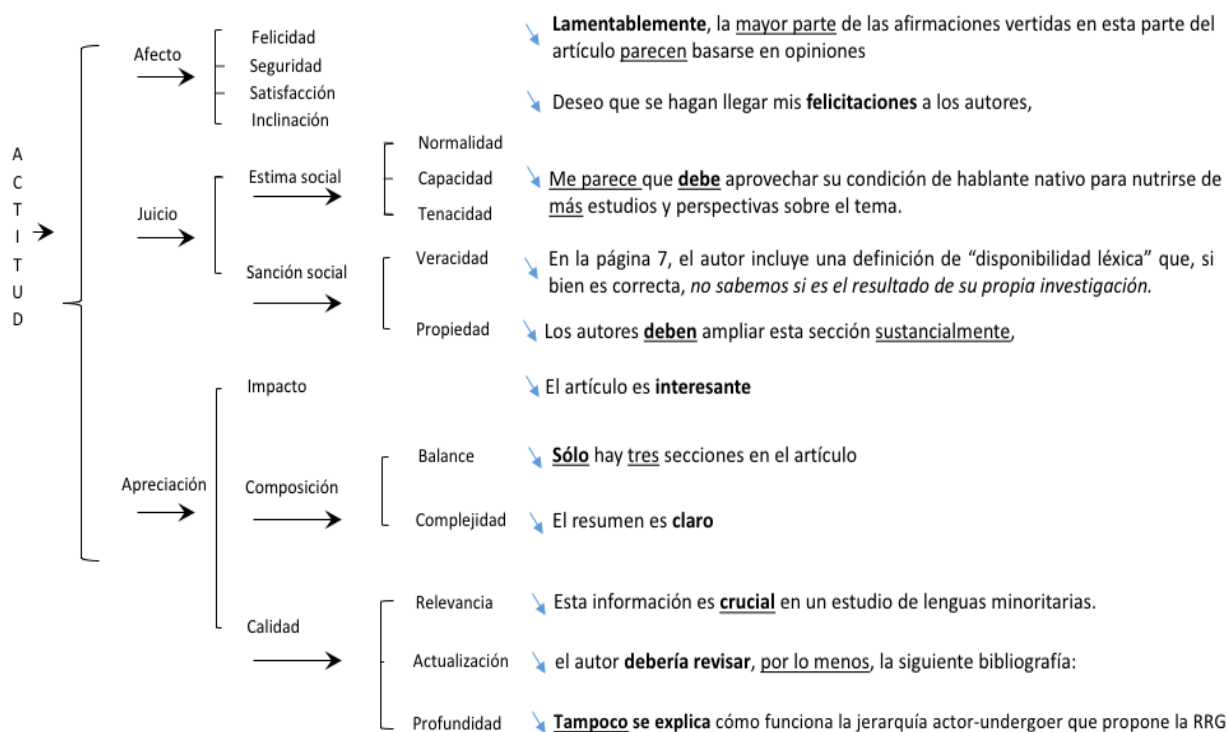 Felicidad
Lamentablemente, la mayor parte de las afirmaciones vertidas en esta parte del
Afecto
Seguridad
artículo parecen basarse en opiniones
Satisfacción
Deseo que se hagan llegar mis felicitaciones a los autores,
Inclinación
A
C
T
I
T
U
D
Normalidad
Estima social
Capacidad
Me parece que debe aprovechar su condición de hablante nativo para nutrirse de
Juicio
Tenacidad
más estudios y perspectivas sobre el tema.
Sanción social
Veracidad
En la página 7, el autor incluye una definición de “disponibilidad léxica” que, si
bien es correcta, no sabemos si es el resultado de su propia investigación.
Propiedad
Los autores deben ampliar esta sección sustancialmente,
Impacto
El artículo es interesante
Apreciación
Composición
Balance
Sólo hay tres secciones en el artículo
Complejidad
El resumen es claro
Calidad
Relevancia
Esta información es crucial en un estudio de lenguas minoritarias.
Actualización
el autor debería revisar, por lo menos, la siguiente bibliografía:
Profundidad
Tampoco se explica cómo funciona la jerarquía actor-undergoer que propone la RRG